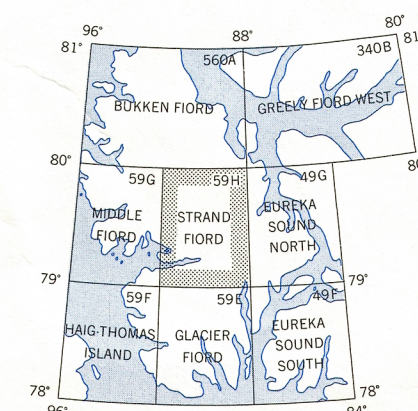 96° 88° 80°
81° 560A 340B 81
BUKKEN FIORD GREELY FIORD WEST
80° 80
59G 59H 49G
MIDDLE FIORD
STRAND FIORD
EUREKA SOUND NORTH
79° 79°
59F 59E 49F
HAIG-THOMAS ISLAND
GLACIER FIORD
EUREKA SOUND SOUTH
78° 78°
96° 84°